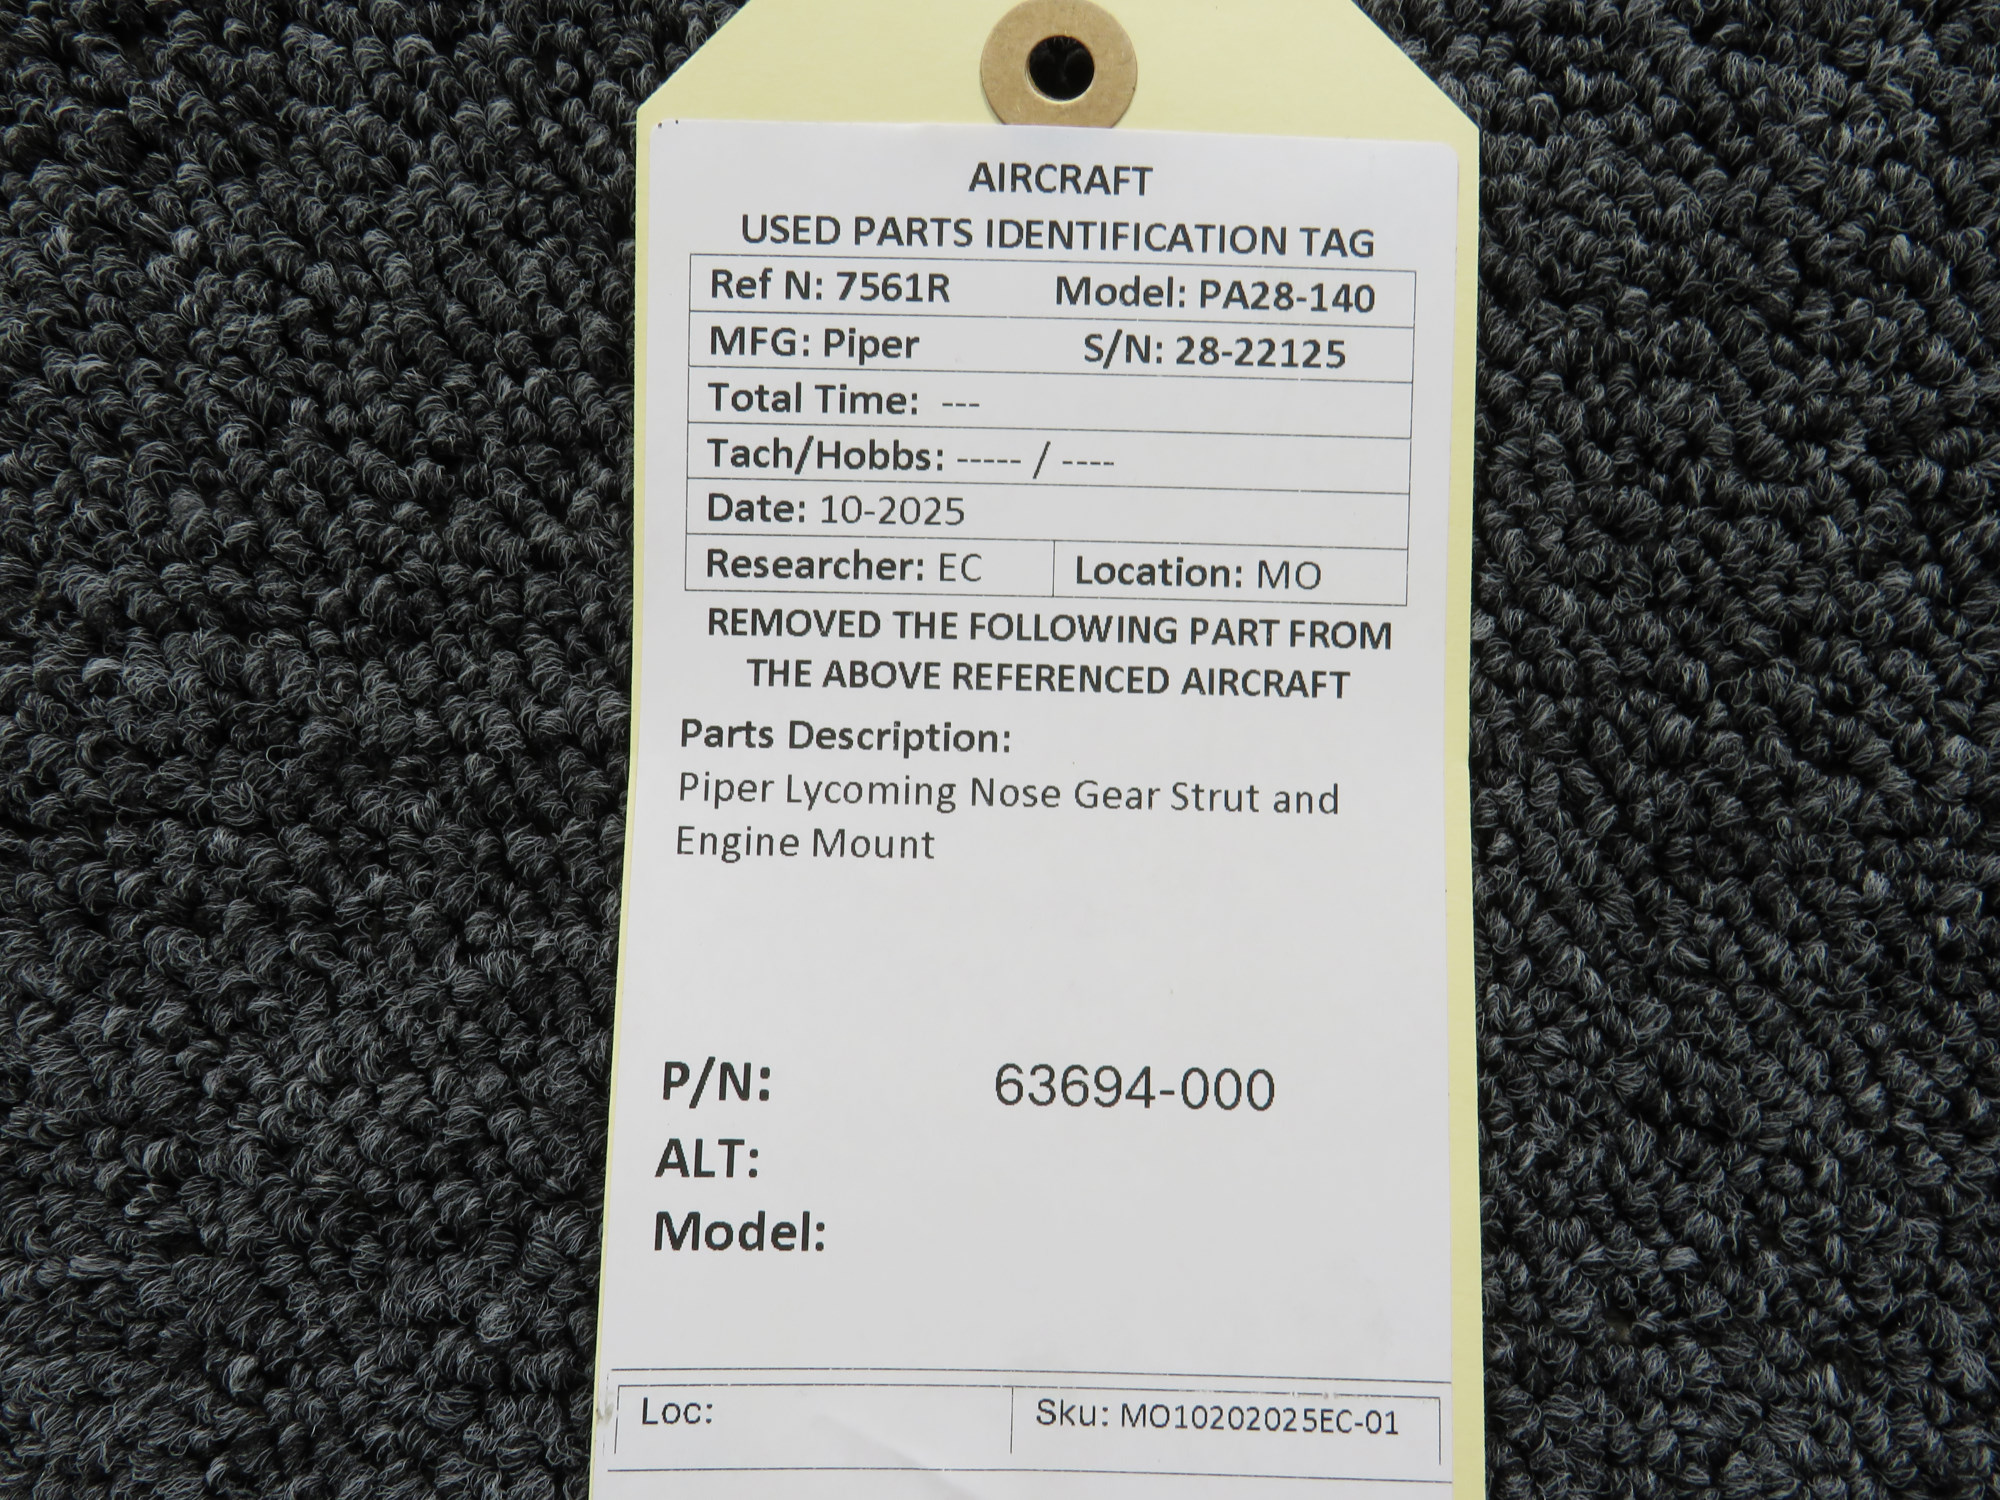 AIRCRAFT
USED PARTS IDENTIFICATION TAG
Ref N: 7561R Model: PA28-140
MFG: Piper S/N: 28-22125
Total Time: ---
Tach/Hobbs: ----- / ----
Date: 10-2025
Researcher: EC Location: MO
REMOVED THE FOLLOWING PART FROM
THE ABOVE REFERENCED AIRCRAFT
Parts Description:
Piper Lycoming Nose Gear Strut and
Engine Mount
P/N: 63694-000
ALT:
Model:
Loc: Sku: MO10202025EC-01